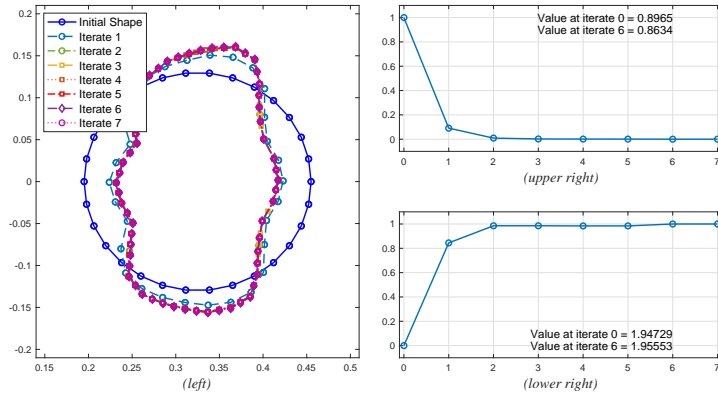 Initial Shape
Iterate 1
Iterate 2
Iterate 3
Iterate 4
Iterate 5
Iterate 6
Iterate 7
0.2
0.15
0.1
0.05
0
-0.05
-0.1
-0.15
-0.2
0.15 0.2 0.25 0.3 0.35 0.4 0.45 0.5
(left)
Value at iterate 0 = 0.8965
Value at iterate 6 = 0.8634
1
0.8
0.6
0.4
0.2
0
0 1 2 3 4 5 6 7
(upper right)
1
0.8
0.6
0.4
0.2
0
Value at iterate 0 = 1.94729
Value at iterate 6 = 1.95553
0 1 2 3 4 5 6 7
(lower right)